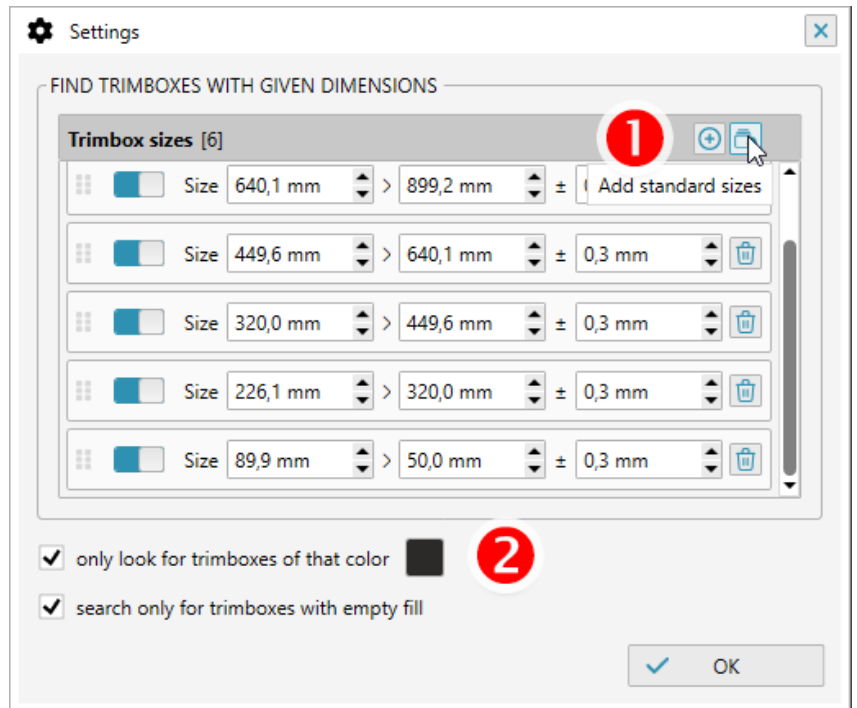 Settings
FIND TRIMBOXES WITH GIVEN DIMENSIONS
Trimbox sizes [6]
1
Size 640,1 mm > 899,2 mm ±
Add standard sizes
Size 449,6 mm > 640,1 mm ± 0,3 mm
Size 320,0 mm > 449,6 mm ± 0,3 mm
Size 226,1 mm > 320,0 mm ± 0,3 mm
Size 89,9 mm > 50,0 mm ± 0,3 mm
only look for trimboxes of that color
2
search only for trimboxes with empty fill
OK